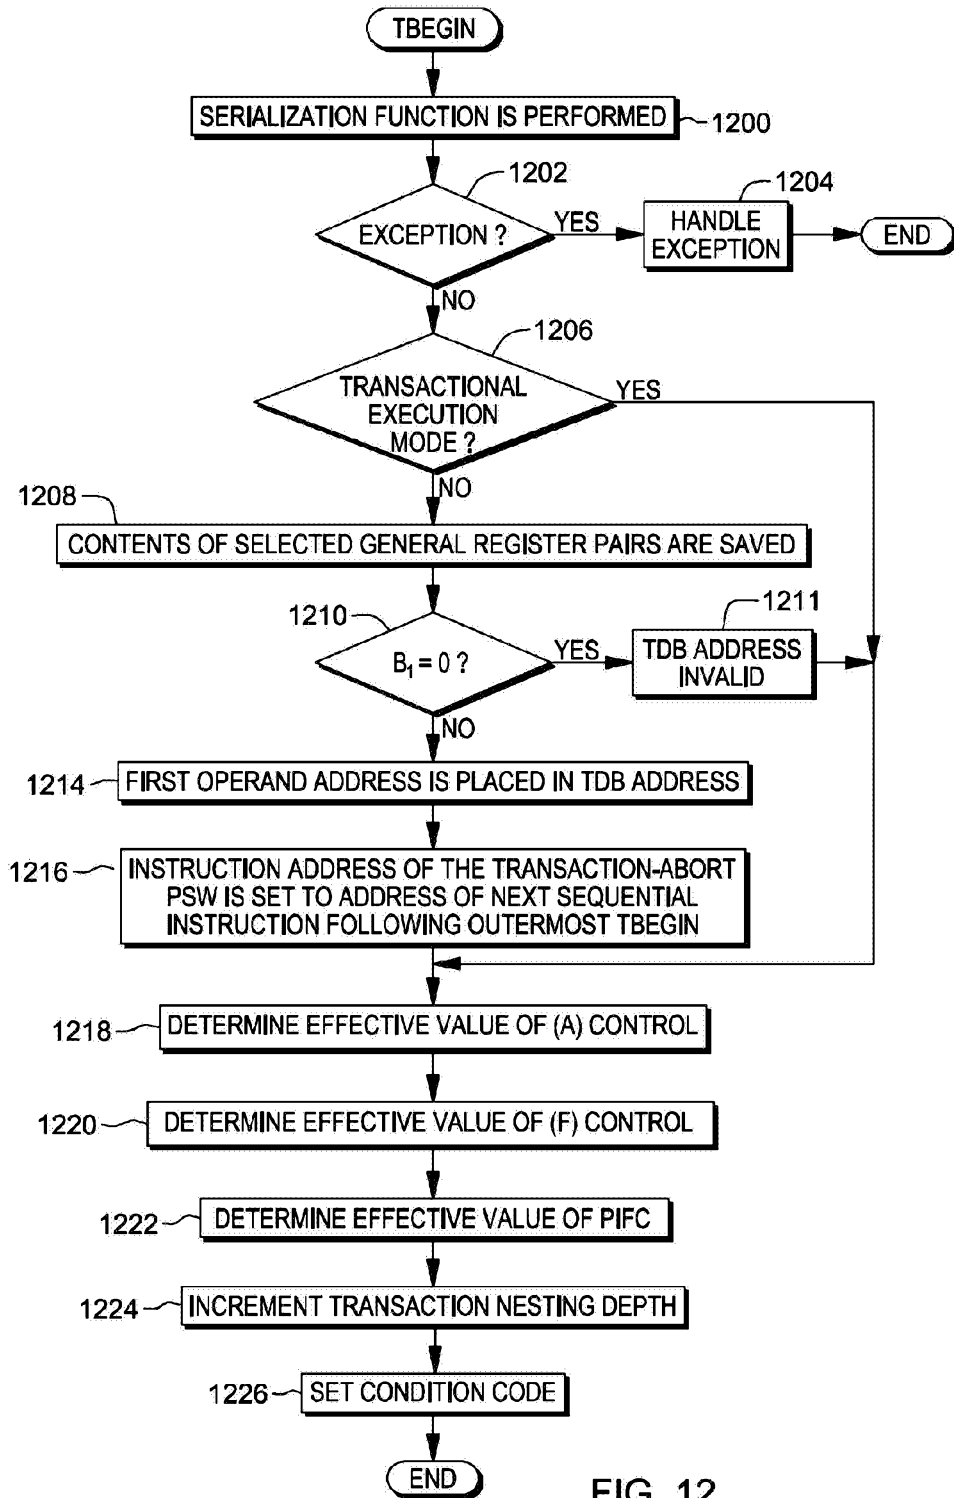 TBEGIN
SERIALIZATION FUNCTION IS PERFORMED
1200
1202
EXCEPTION ?
YES
1204
HANDLE
EXCEPTION
END
NO
1206
TRANSACTIONAL
EXECUTION
MODE ?
YES
NO
1208
CONTENTS OF SELECTED GENERAL REGISTER PAIRS ARE SAVED
1210
B1 = 0 ?
YES
1211
TDB ADDRESS
INVALID
NO
1214
FIRST OPERAND ADDRESS IS PLACED IN TDB ADDRESS
1216
INSTRUCTION ADDRESS OF THE TRANSACTION-ABORT
PSW IS SET TO ADDRESS OF NEXT SEQUENTIAL
INSTRUCTION FOLLOWING OUTERMOST TBEGIN
1218
DETERMINE EFFECTIVE VALUE OF (A) CONTROL
1220
DETERMINE EFFECTIVE VALUE OF (F) CONTROL
1222
DETERMINE EFFECTIVE VALUE OF PIFC
1224
INCREMENT TRANSACTION NESTING DEPTH
1226
SET CONDITION CODE
END
FIG. 12